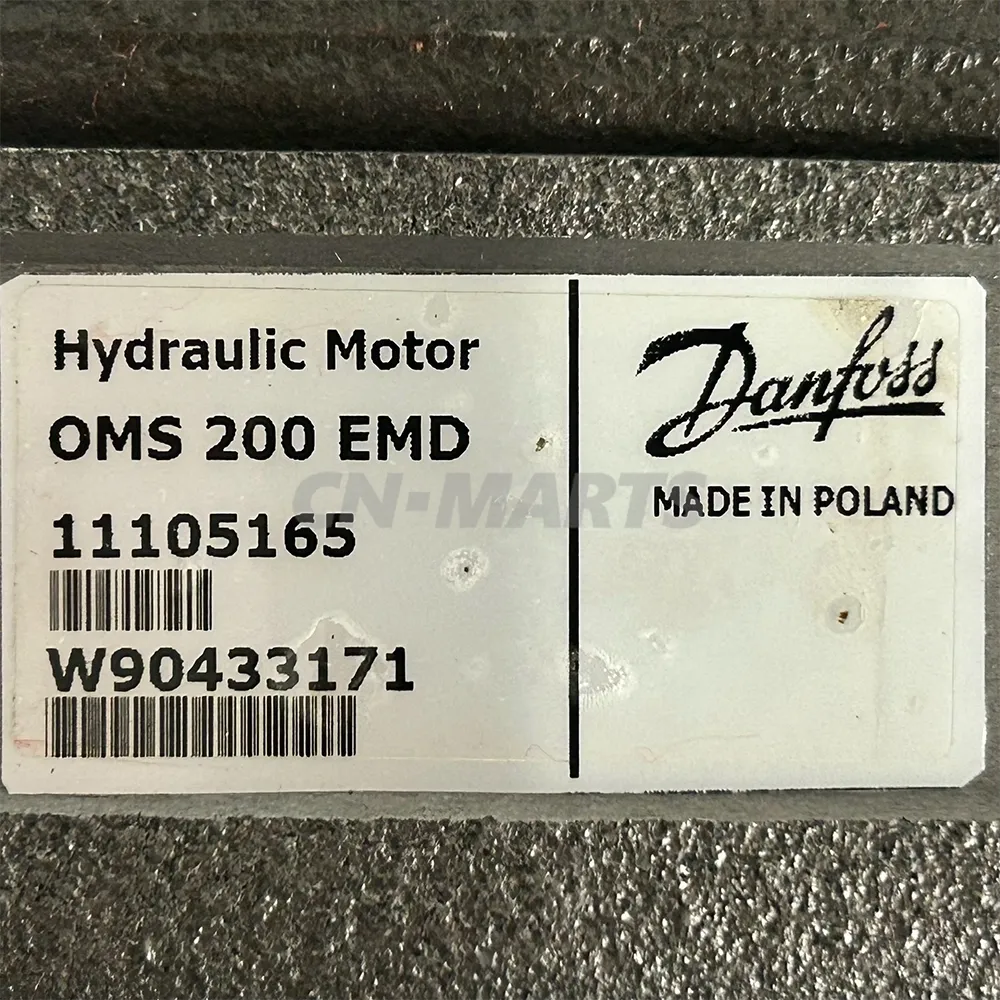 Hydraulic Motor
OMS 200 EMD
11105165
W90433171
Danfoss
MADE IN POLAND
CN-MARTS